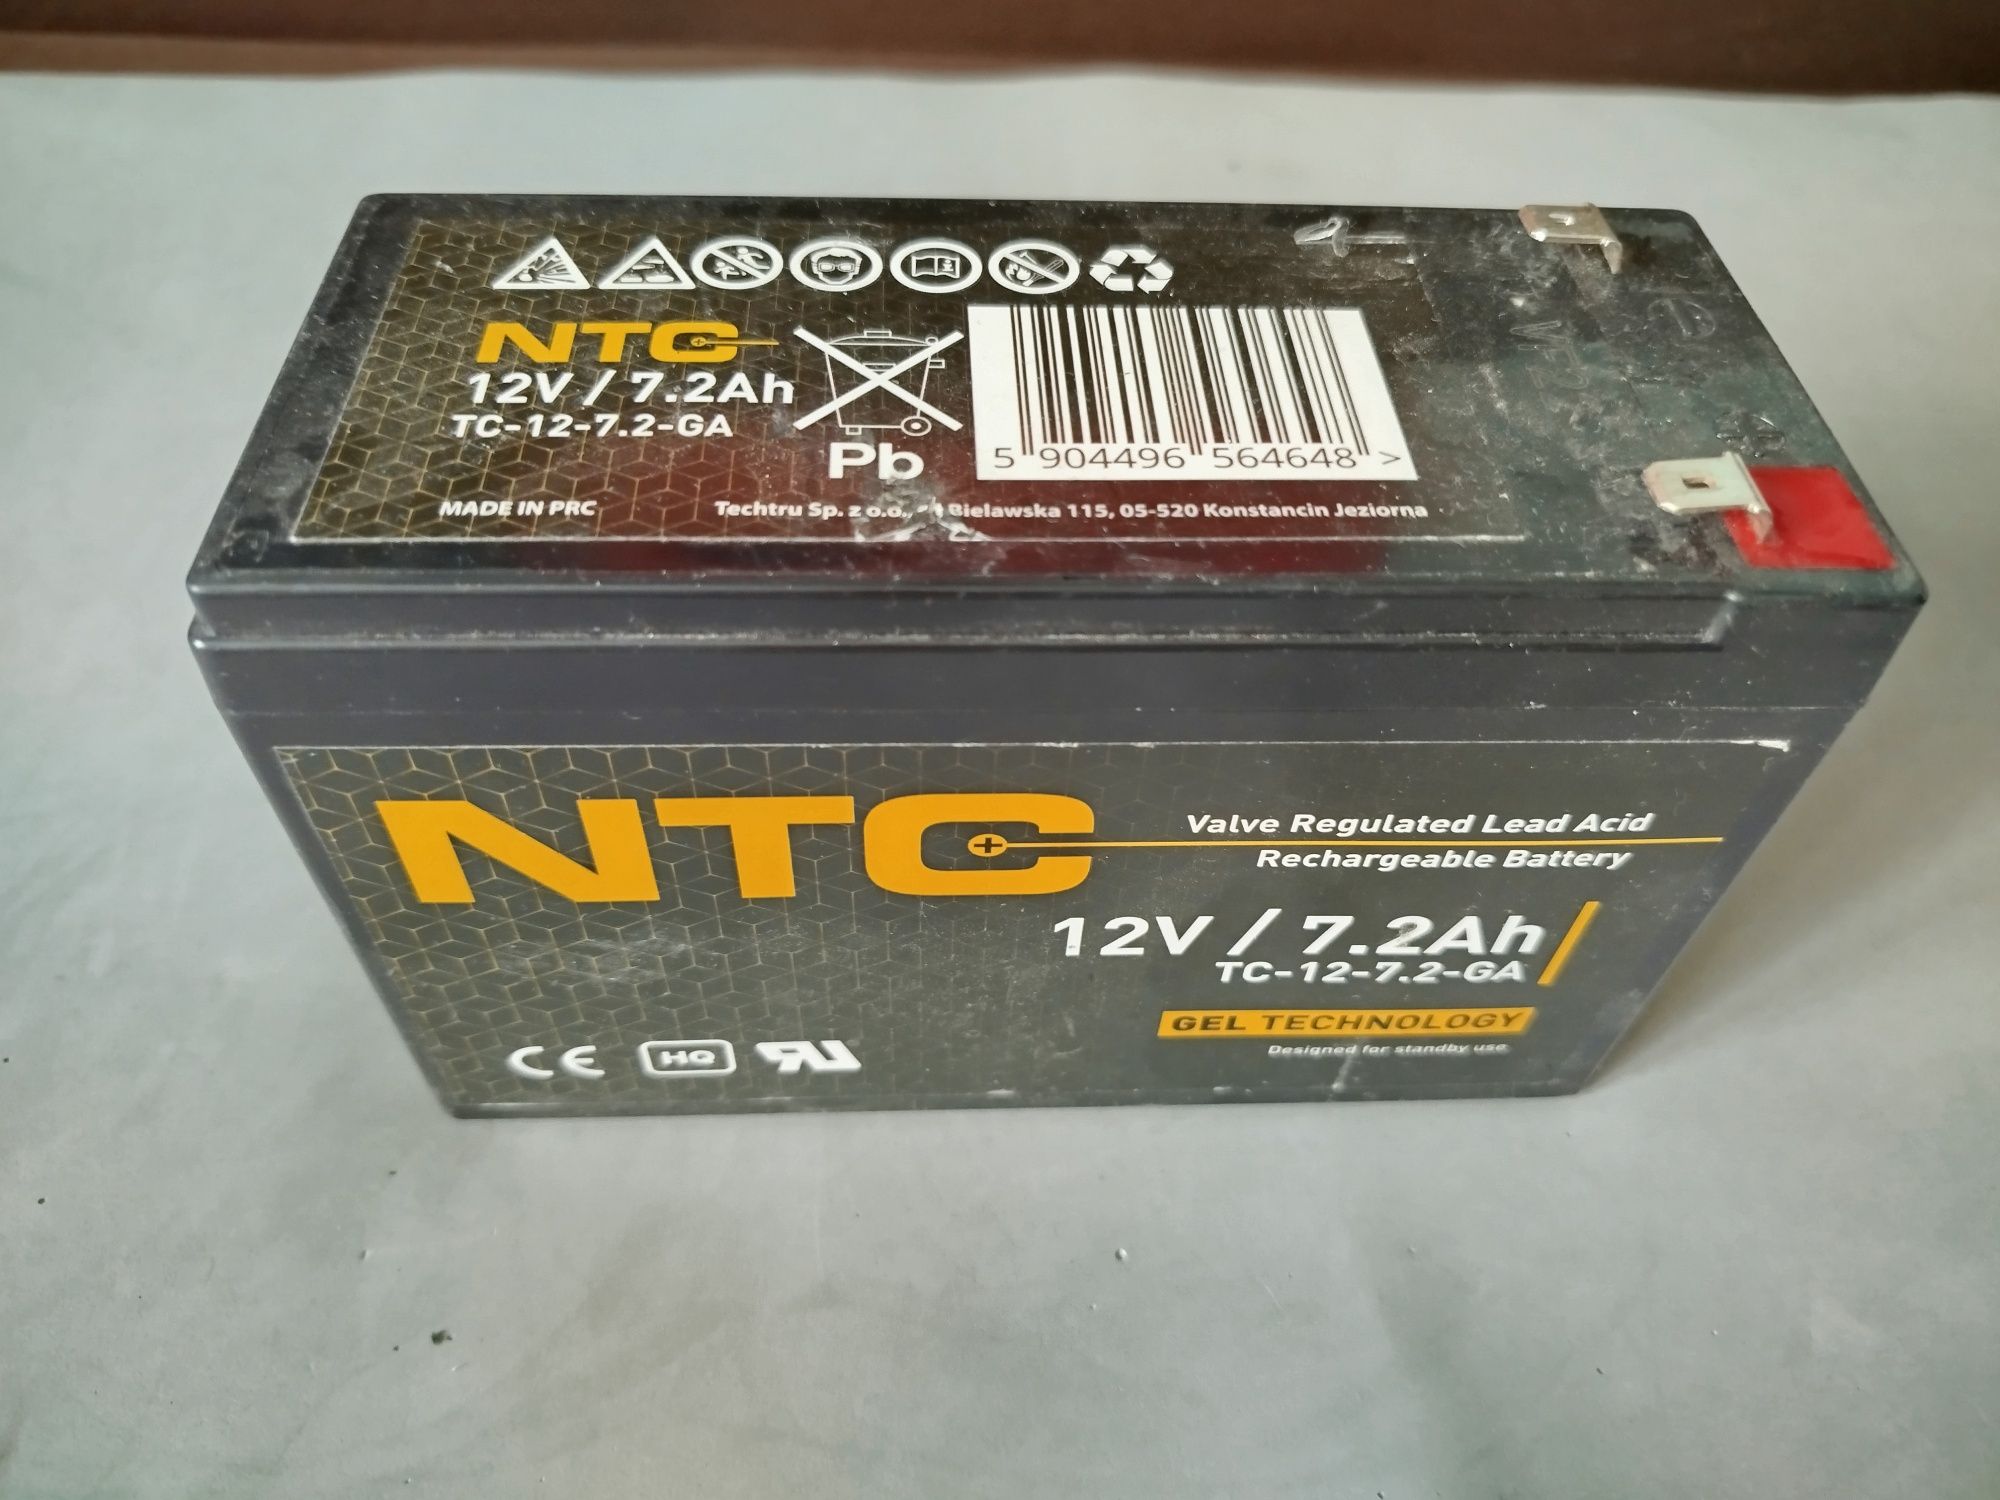 NTC
12V / 7.2Ah
TC-12-7.2-GA
Pb
5 904496 564648 >
MADE IN PRC
Techtru Sp. z o.o., Bielawska 115, 05-520 Konstancin Jeziorna
NTC
Valve Regulated Lead Acid
Rechargeable Battery
12V / 7.2Ah
TC-12-7.2-GA
GEL TECHNOLOGY
Designed for standby use
CE HQ